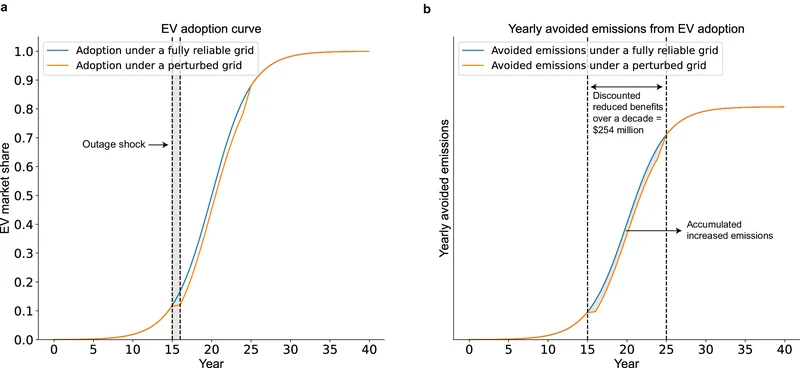 a
EV adoption curve
Adoption under a fully reliable grid
Adoption under a perturbed grid
1.0
0.9
0.8
0.7
0.6
0.5
0.4
0.3
0.2
0.1
0.0
EV market share
Outage shock
0 5 10 15 20 25 30 35 40
Year
b
Yearly avoided emissions from EV adoption
Avoided emissions under a fully reliable grid
Avoided emissions under a perturbed grid
Discounted
reduced benefits
over a decade =
$254 million
Yearly avoided emissions
Accumulated
increased emissions
0 5 10 15 20 25 30 35 40
Year